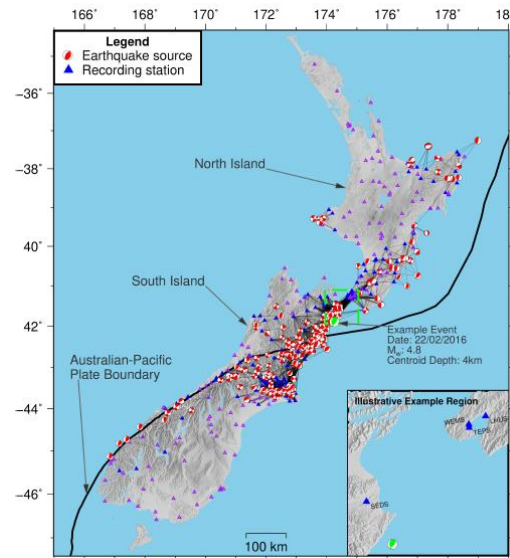 166° 168° 170° 172° 174° 176° 178° 18
Legend
Earthquake source
Recording station
−36°
−38°
−40°
−42°
−44°
−46°
North Island
South Island
Australian-Pacific
Plate Boundary
Example Event
Date: 22/02/2016
Mw: 4.8
Centroid Depth: 4km
100 km
Illustrative Example Region
WEMS
LHUS
TEPS
SEDS